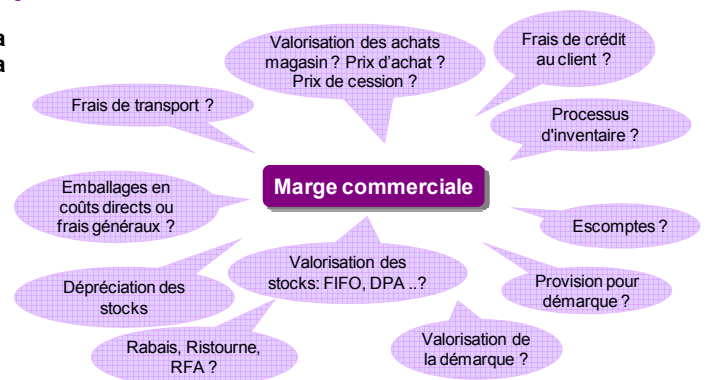 a
a
Valorisation des achats
magasin ? Prix d'achat ?
Prix de cession ?
Frais de crédit
au client ?
Frais de transport ?
Processus
d'inventaire ?
Marge commerciale
Emballages en
coûts directs ou
frais généraux ?
Escomptes ?
Valorisation des
stocks: FIFO, DPA ..?
Dépréciation des
stocks
Provision pour
démarque ?
Rabais, Ristourne,
RFA ?
Valorisation de
la démarque ?